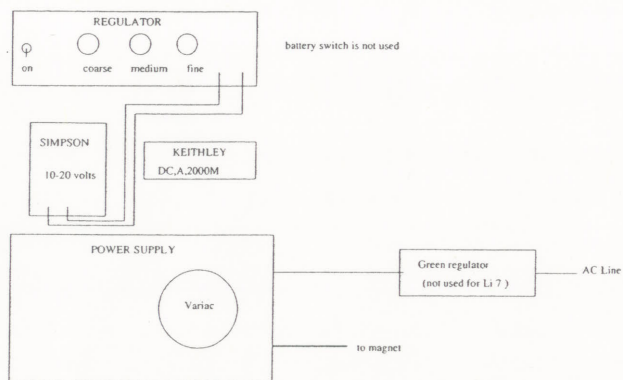 REGULATOR
battery switch is not used
on coarse medium fine
SIMPSON
10-20 volts
KEITHLEY
DC,A,2000M
POWER SUPPLY
Variac
Green regulator
(not used for Li 7 )
AC Line
to magnet